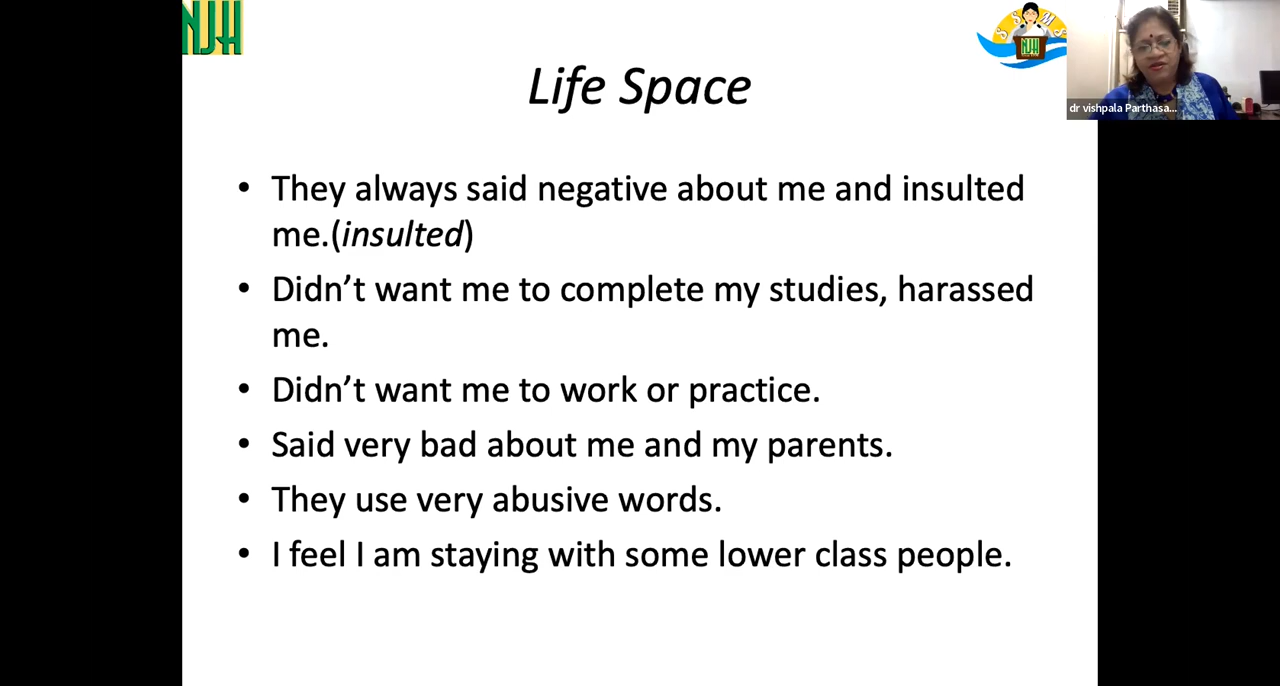 NJH
S S M S
NJH
dr vishpala Parthasa...
Life Space
• They always said negative about me and insulted
me.(insulted)
• Didn’t want me to complete my studies, harassed
me.
• Didn’t want me to work or practice.
• Said very bad about me and my parents.
• They use very abusive words.
• I feel I am staying with some lower class people.